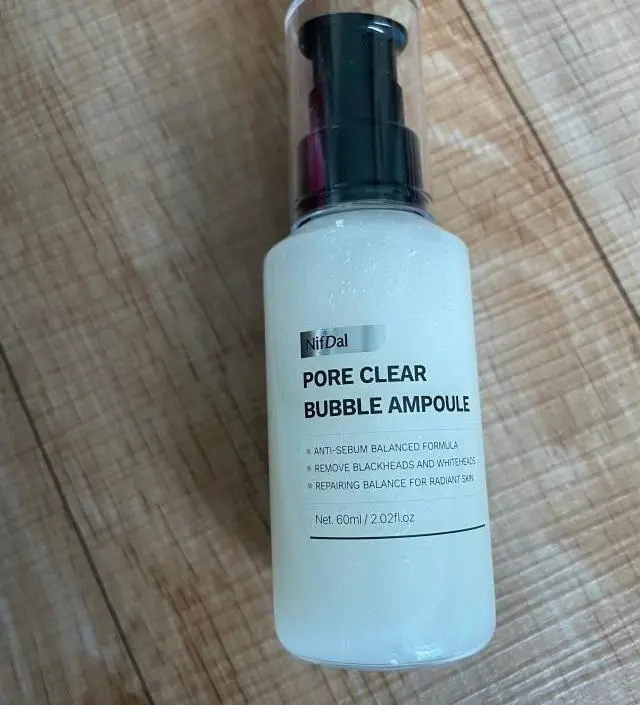 NifDal
PORE CLEAR
BUBBLE AMPOULE
ANTI-SEBUM BALANCED FORMULA
REMOVE BLACKHEADS AND WHITEHEADS
REPAIRING BALANCE FOR RADIANT SKIN
Net. 60ml / 2.02fl.oz